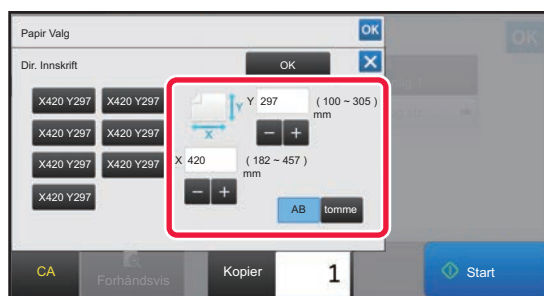 Papir Valg OK
OK
Dir. Innskrift OK
X420 Y297 X420 Y297 Y Y 297 (100 ~ 305)
mm
X
X420 Y297 X420 Y297 - +
X420 Y297 X420 Y297 X 420 (182 ~ 457)
mm
X420 Y297 - +
AB tomme
CA Forhåndsvis Kopier 1 Start